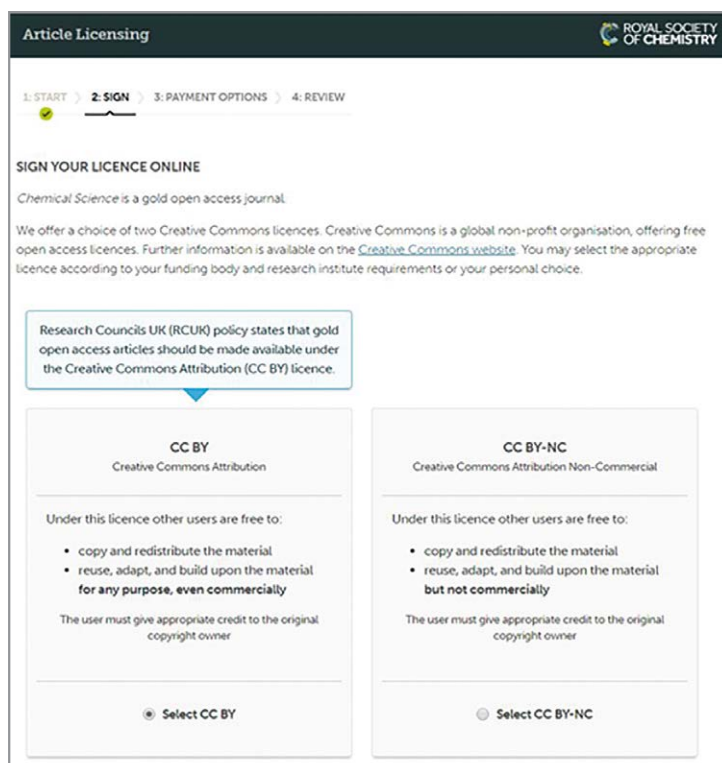 Article Licensing
ROYAL SOCIETY
OF CHEMISTRY
1: START 2: SIGN 3: PAYMENT OPTIONS 4: REVIEW
SIGN YOUR LICENCE ONLINE
Chemical Science is a gold open access journal.
We offer a choice of two Creative Commons licences. Creative Commons is a global non-profit organisation, offering free
open access licences. Further information is available on the Creative Commons website. You may select the appropriate
licence according to your funding body and research institute requirements or your personal choice.
Research Councils UK (RCUK) policy states that gold
open access articles should be made available under
the Creative Commons Attribution (CC BY) licence.
CC BY
Creative Commons Attribution
Under this licence other users are free to:
• copy and redistribute the material
• reuse, adapt, and build upon the material
for any purpose, even commercially
The user must give appropriate credit to the original
copyright owner
Select CC BY
CC BY-NC
Creative Commons Attribution Non-Commercial
Under this licence other users are free to:
• copy and redistribute the material
• reuse, adapt, and build upon the material
but not commercially
The user must give appropriate credit to the original
copyright owner
Select CC BY-NC